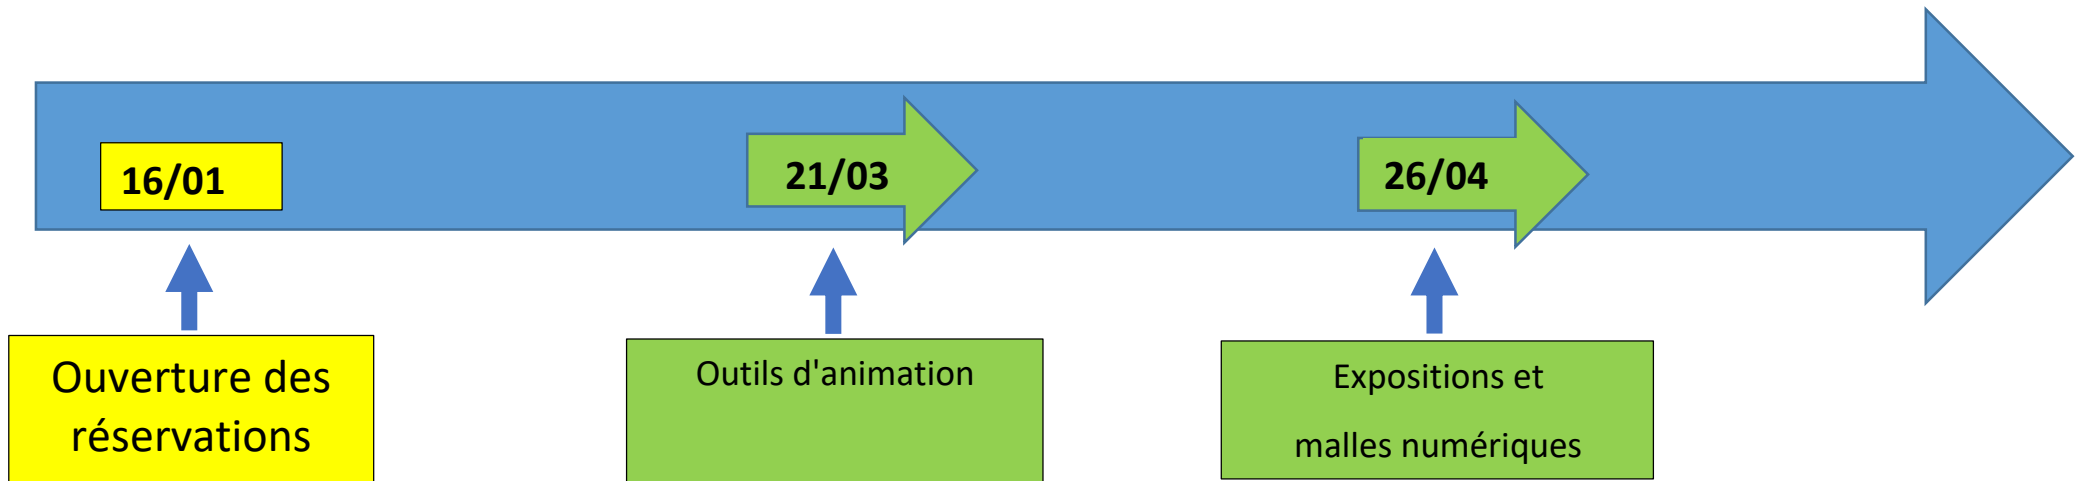 16/01
21/03
26/04
Ouverture des
réservations
Outils d'animation
Expositions et
malles numériques